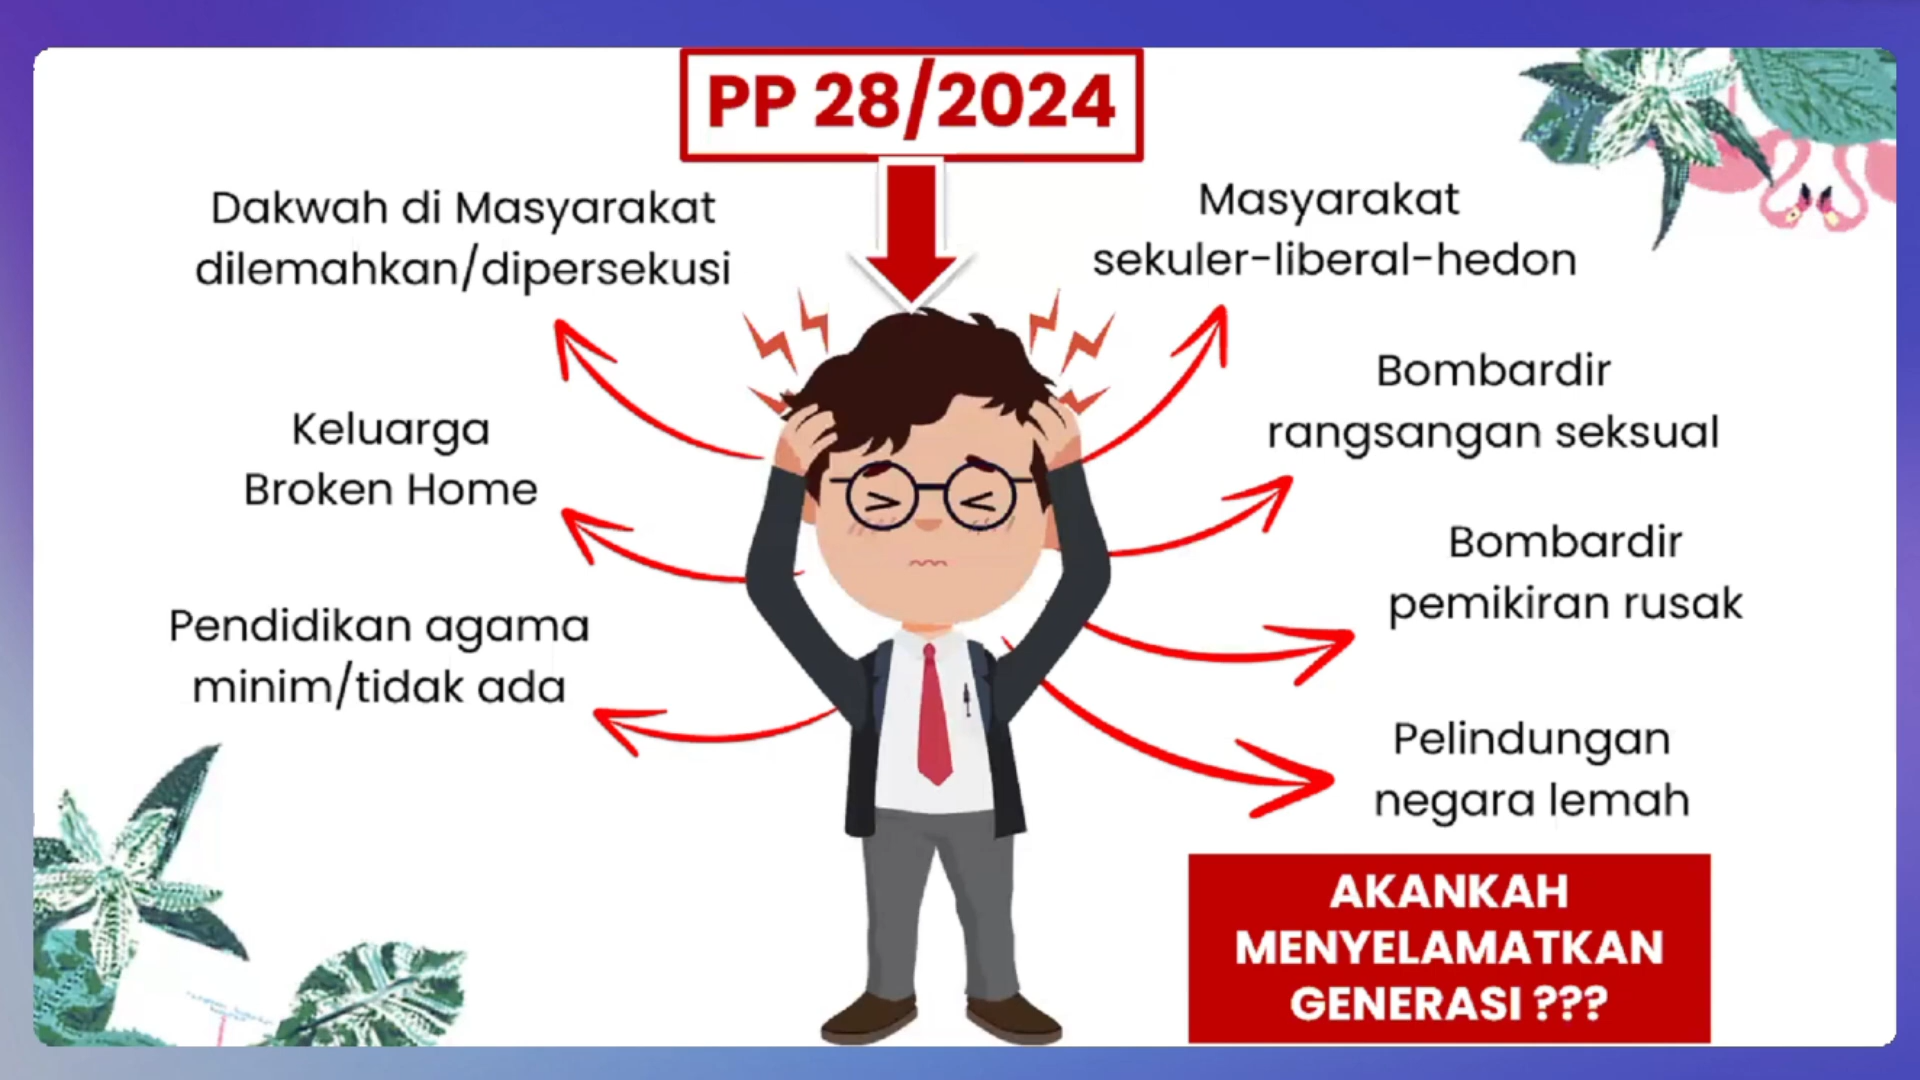 PP 28/2024
Dakwah di Masyarakat
dilemahkan/dipersekusi
Keluarga
Broken Home
Pendidikan agama
minim/tidak ada
Masyarakat
sekuler-liberal-hedon
Bombardir
rangsangan seksual
Bombardir
pemikiran rusak
Pelindungan
negara lemah
AKANKAH
MENYELAMATKAN
GENERASI ???